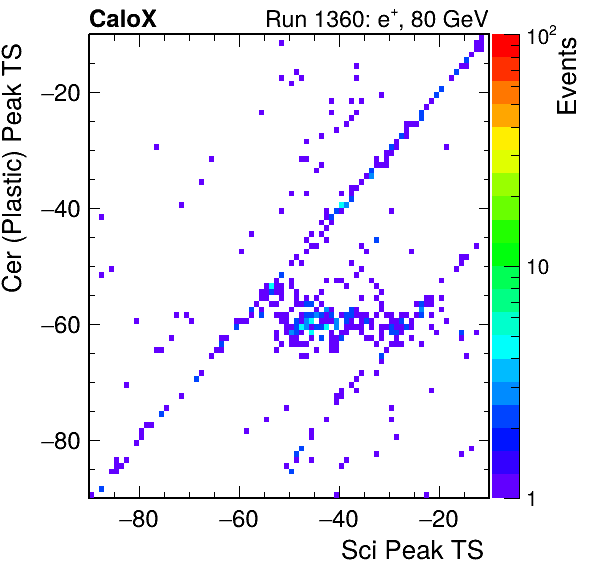 CaloX Run 1360: e+, 80 GeV
Cer (Plastic) Peak TS
−20
−40
−60
−80
−80 −60 −40 −20
Sci Peak TS
10²
10
1
Events